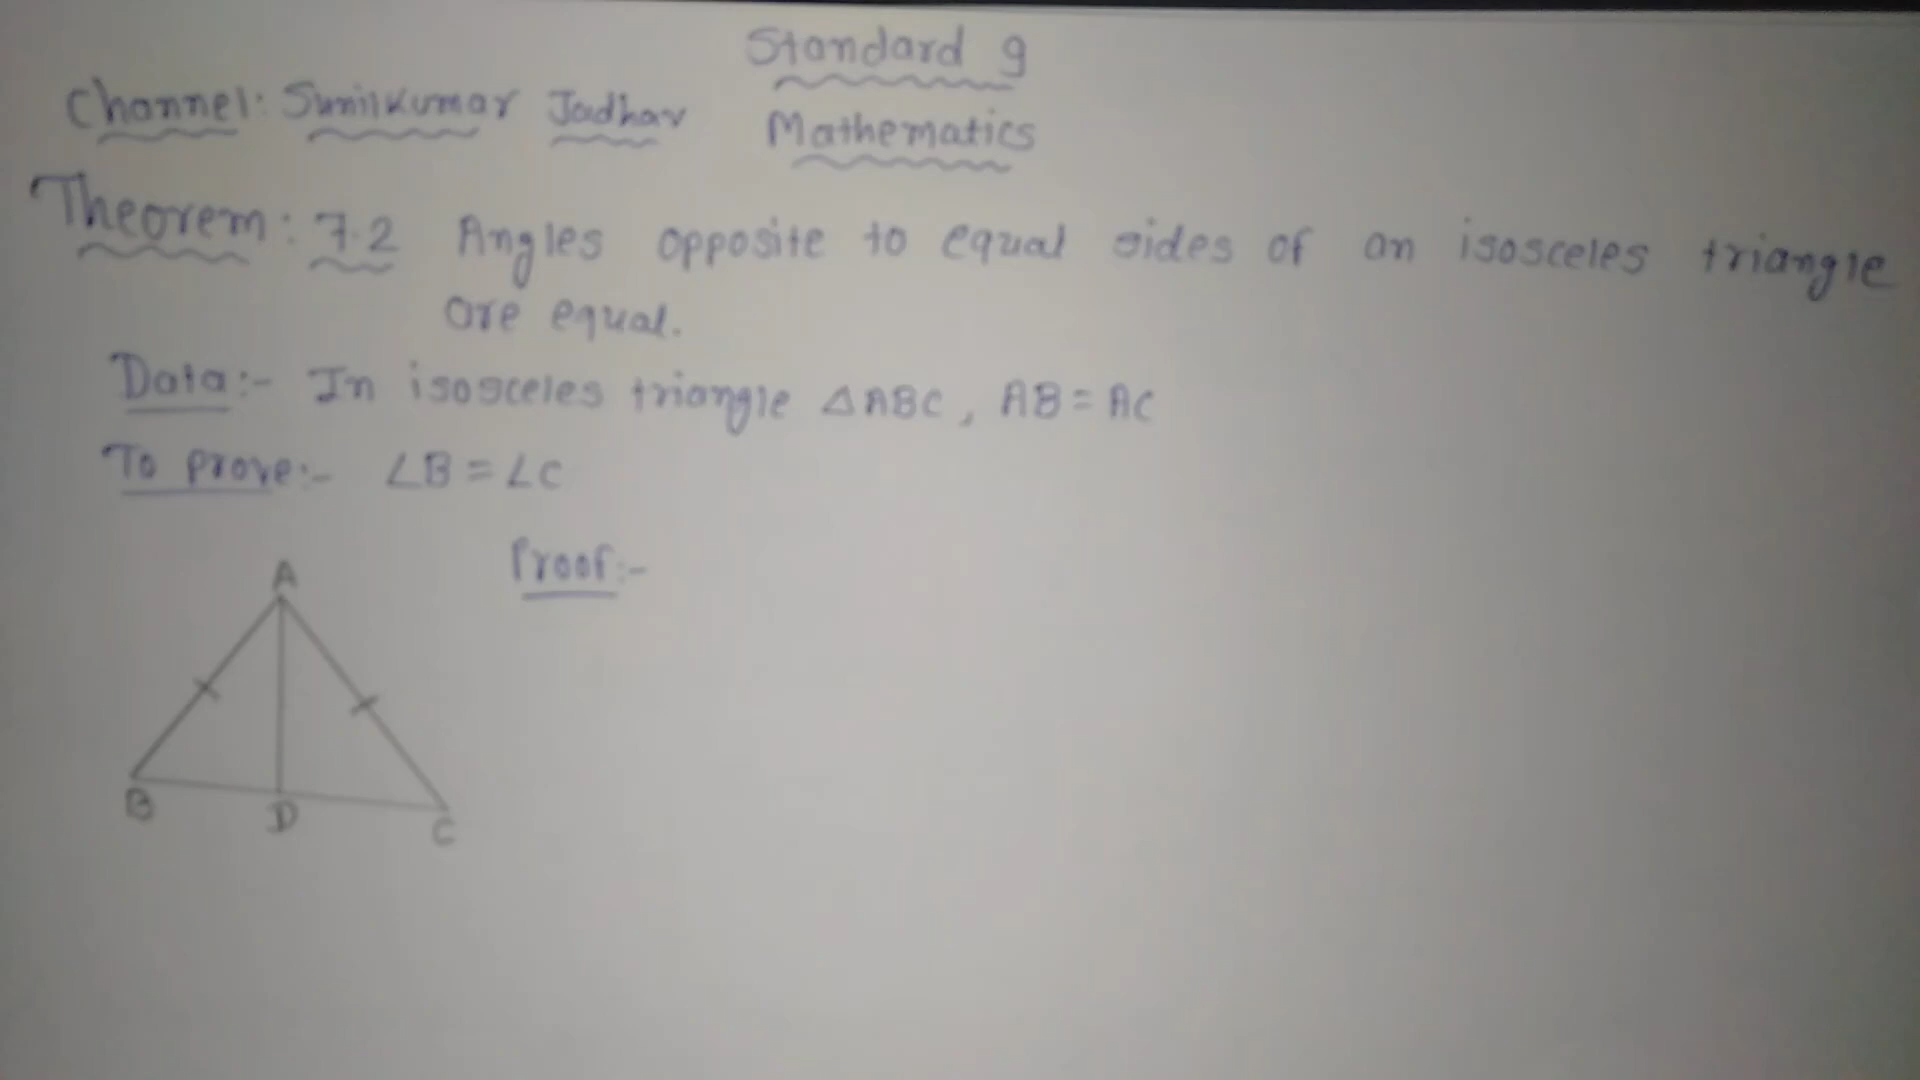 Standard 9
Channel: Sunilkumar Jadhav
Mathematics
Theorem: 7.2 Angles opposite to equal sides of an isosceles triangle
are equal.
Data:- In isosceles triangle △ABC, AB = AC
To prove:- ∠B = ∠C
Proof:-
A
B
D
C